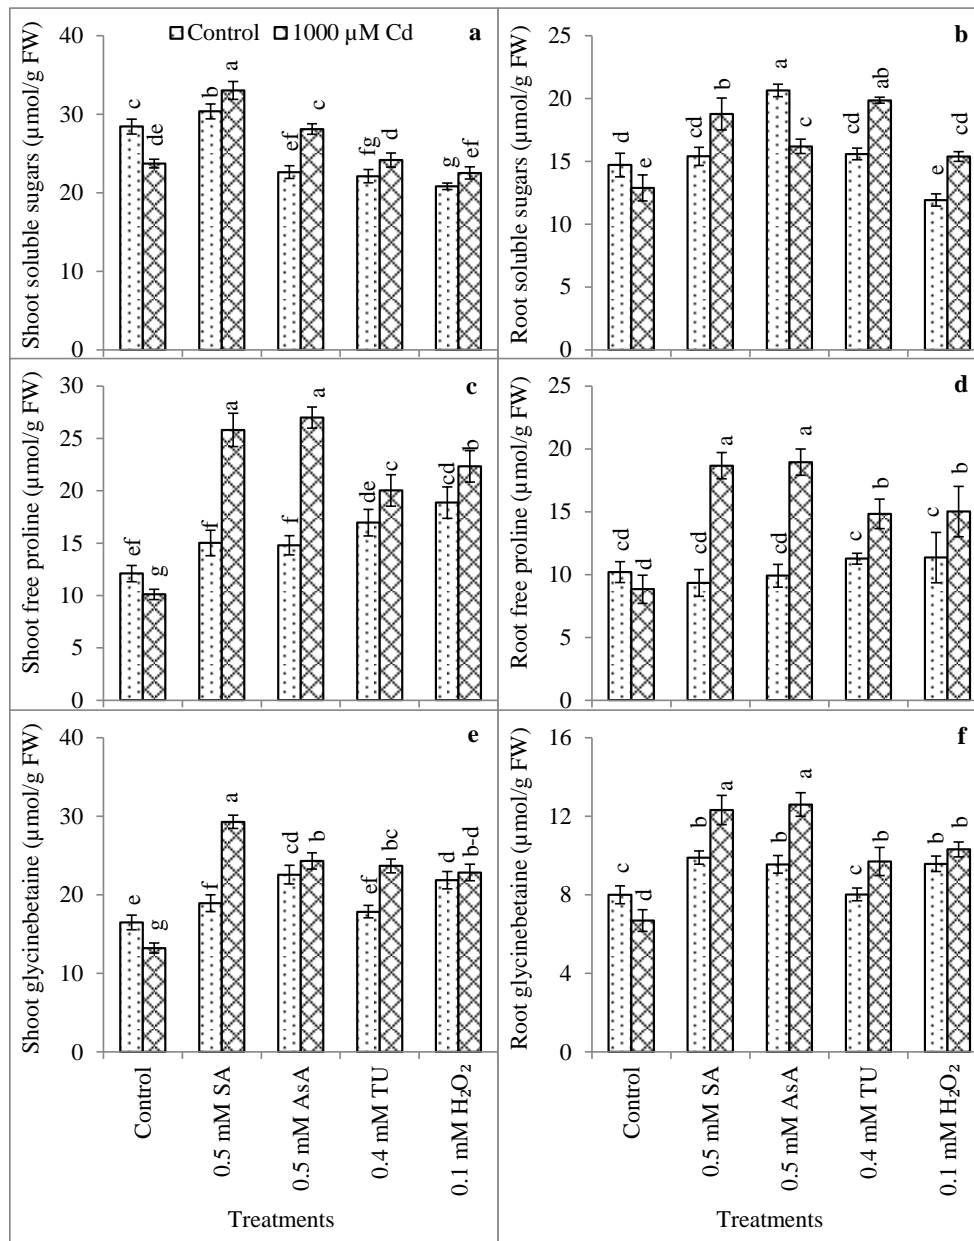 Control 1000 µM Cd
a
Shoot soluble sugars (µmol/g FW)
40
30
20
10
0
c
de
b
a
ef
c
fg
d
g
ef
b
Root soluble sugars (µmol/g FW)
25
20
15
10
5
0
d
e
cd
b
a
c
cd
ab
e
cd
c
Shoot free proline (µmol/g FW)
30
25
20
15
10
5
0
ef
g
f
a
f
a
de
c
cd
b
d
Root free proline (µmol/g FW)
25
20
15
10
5
0
cd
d
cd
a
cd
a
c
b
c
b
e
Shoot glycinebetaine (µmol/g FW)
40
30
20
10
0
e
g
f
a
cd
b
ef
bc
d
b-d
f
Root glycinebetaine (µmol/g FW)
16
12
8
4
0
c
d
b
a
b
a
c
b
b
b
Control
0.5 mM SA
0.5 mM AsA
0.4 mM TU
0.1 mM H₂O₂
Treatments
Control
0.5 mM SA
0.5 mM AsA
0.4 mM TU
0.1 mM H₂O₂
Treatments